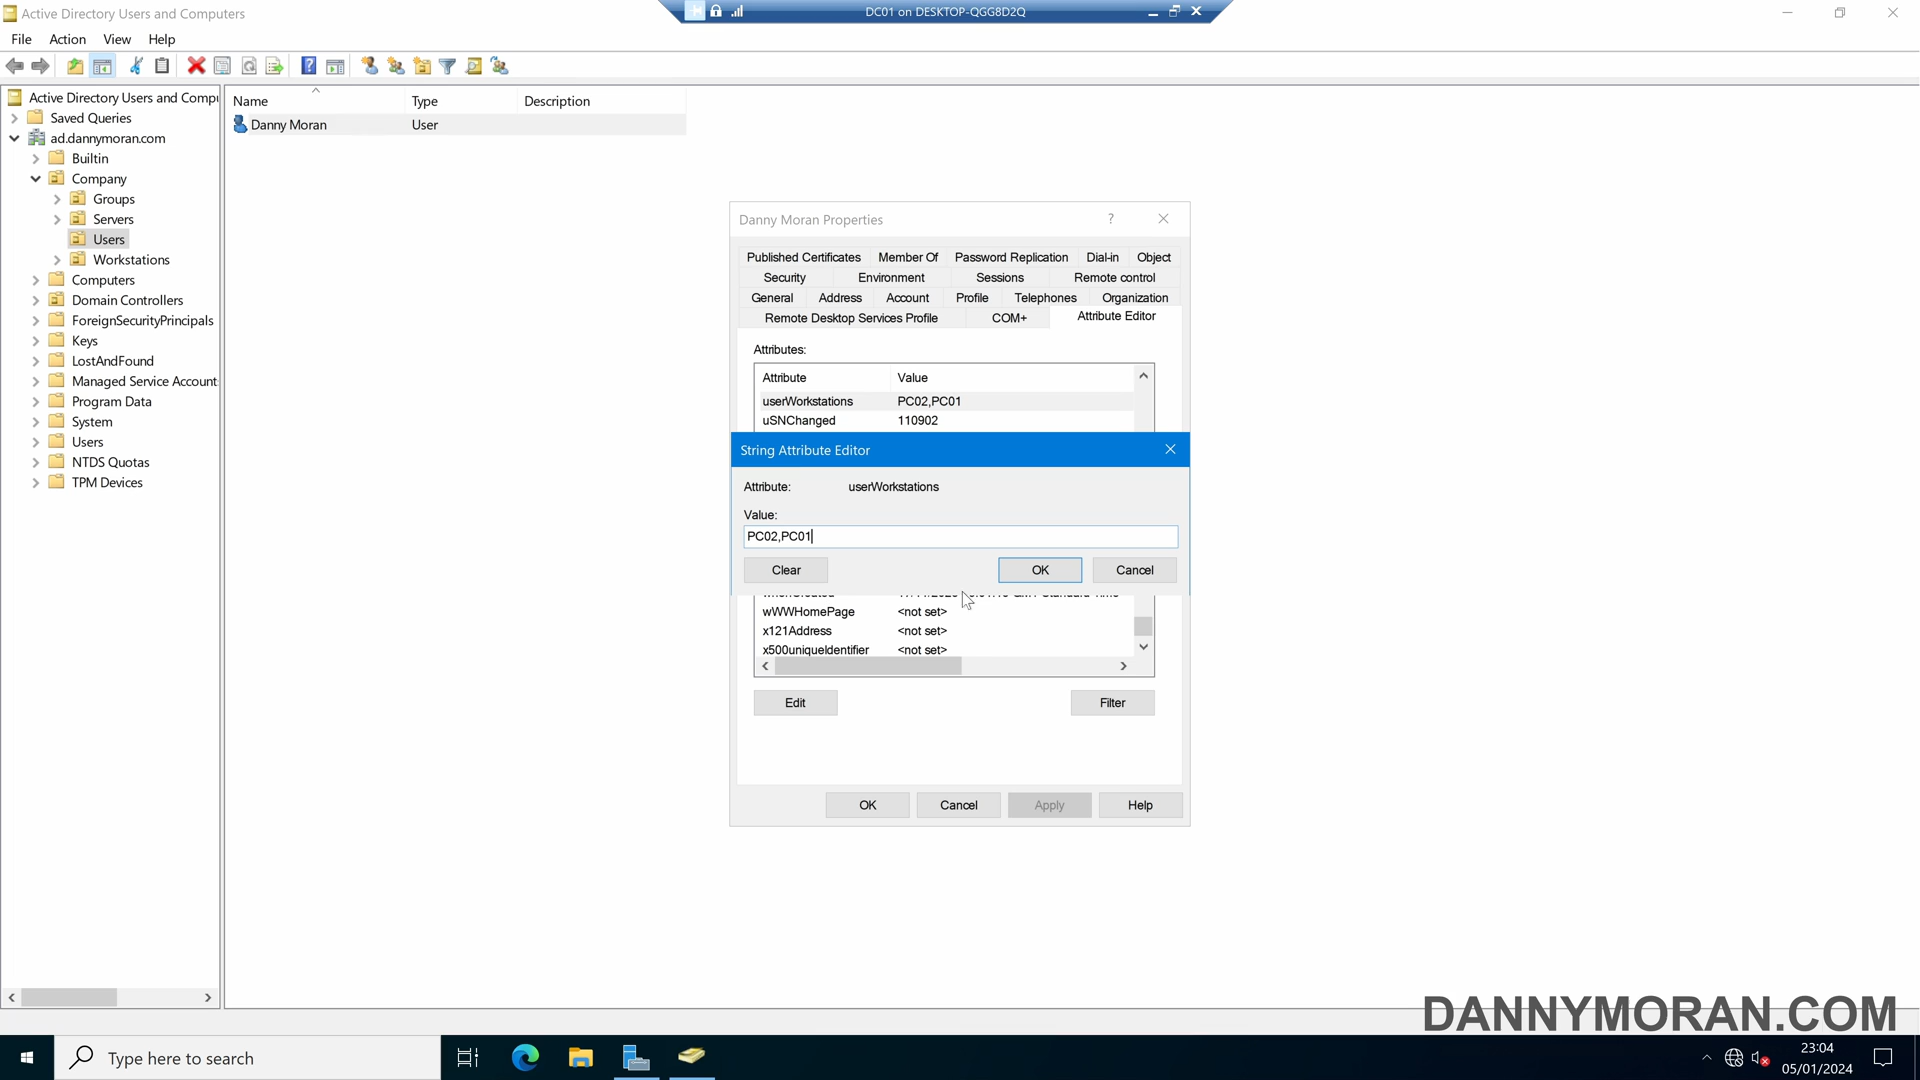 Active Directory Users and Computers
DC01 on DESKTOP-QGG8D2Q
File Action View Help
Active Directory Users and Compu
Saved Queries
ad.dannymoran.com
Builtin
Company
Groups
Servers
Users
Workstations
Computers
Domain Controllers
ForeignSecurityPrincipals
Keys
LostAndFound
Managed Service Account
Program Data
System
Users
NTDS Quotas
TPM Devices
Name Type Description
Danny Moran User
Danny Moran Properties
Published Certificates Member Of Password Replication Dial-in Object
Security Environment Sessions Remote control
General Address Account Profile Telephones Organization
Remote Desktop Services Profile COM+ Attribute Editor
Attributes:
Attribute Value
userWorkstations PC02,PC01
uSNChanged 110902
String Attribute Editor
Attribute: userWorkstations
Value:
PC02,PC01
Clear OK Cancel
wWWHomePage <not set>
x121Address <not set>
x500uniqueIdentifier <not set>
Edit Filter
OK Cancel Apply Help
DANNYMORAN.COM
Type here to search
23:04
05/01/2024